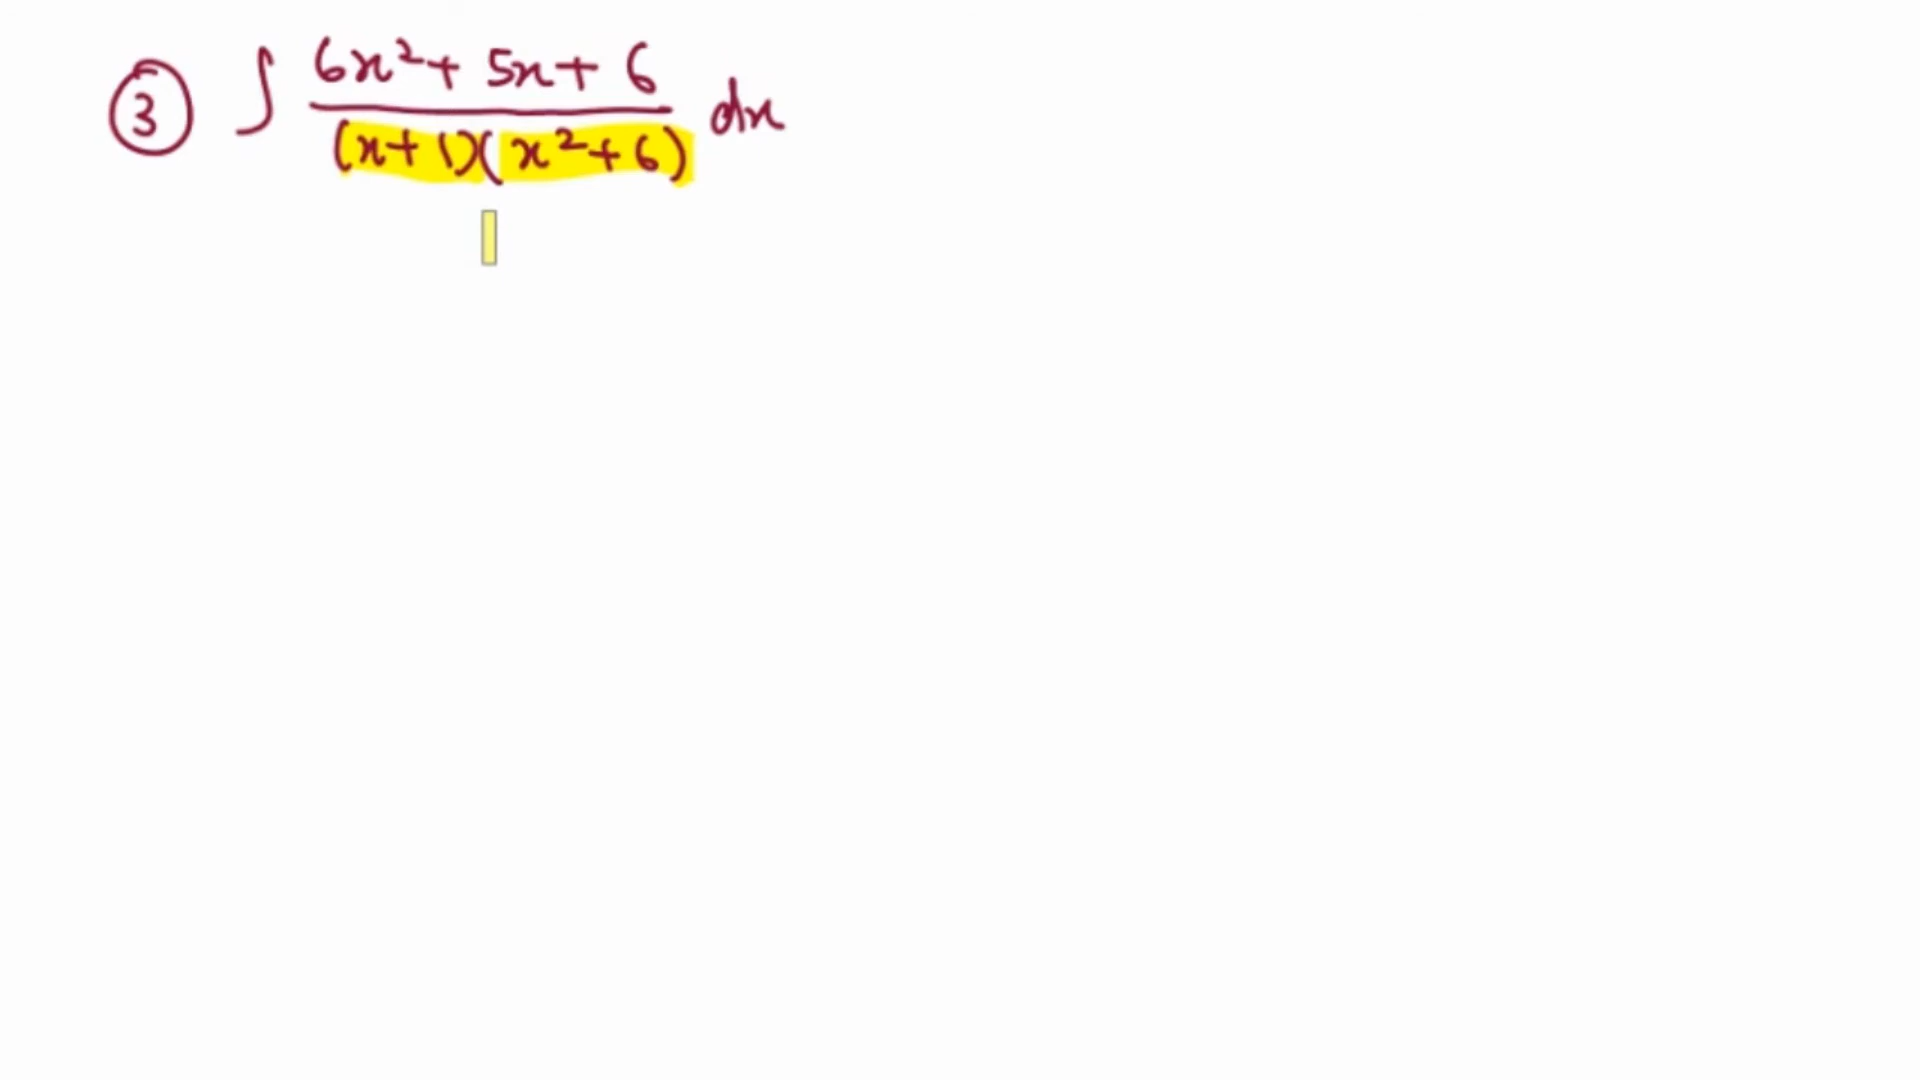 ③ ∫ (6x² + 5x + 6) / ((x + 1)(x² + 6)) dx